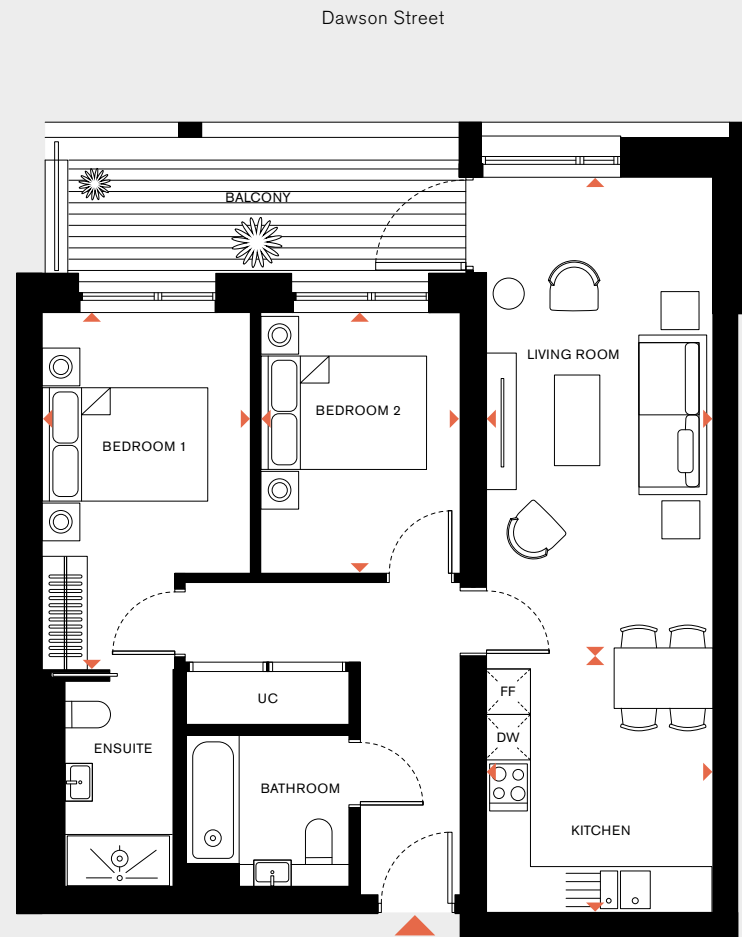 Dawson Street
BALCONY
LIVING ROOM
BEDROOM 2
BEDROOM 1
FF
UC
DW
ENSUITE
BATHROOM
KITCHEN